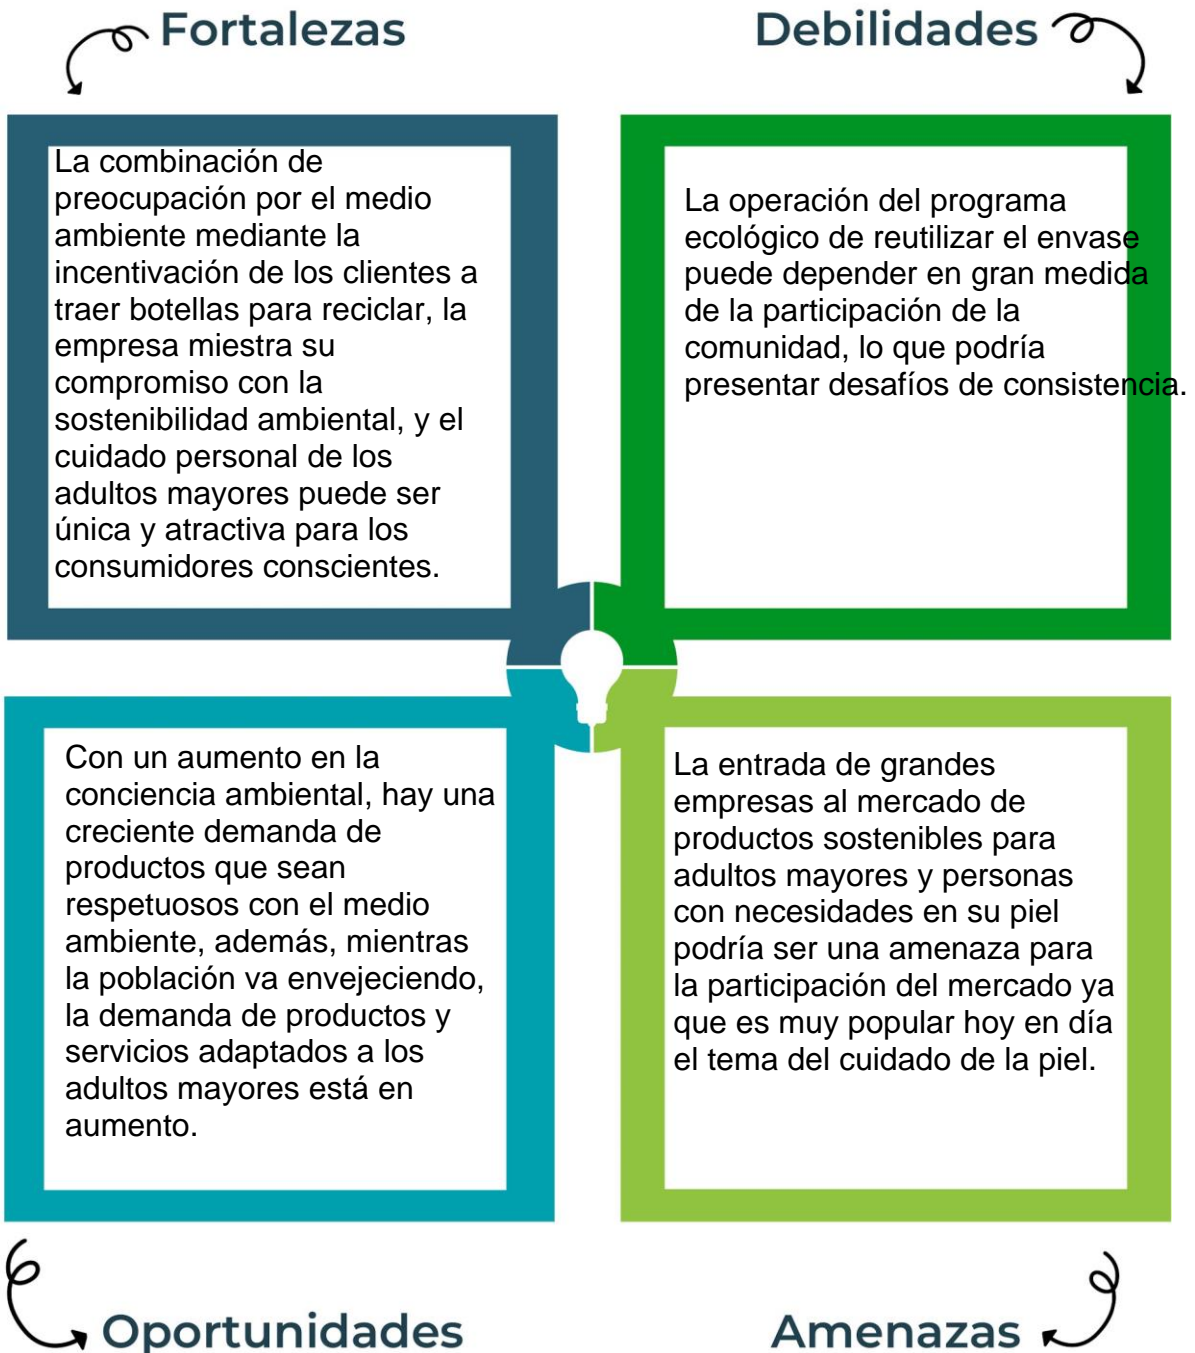 Fortalezas
La combinación de
preocupación por el medio
ambiente mediante la
incentivación de los clientes a
traer botellas para reciclar, la
empresa miestra su
compromiso con la
sostenibilidad ambiental, y el
cuidado personal de los
adultos mayores puede ser
única y atractiva para los
consumidores conscientes.
Debilidades
La operación del programa
ecológico de reutilizar el envase
puede depender en gran medida
de la participación de la
comunidad, lo que podría
presentar desafíos de consistencia.
Con un aumento en la
conciencia ambiental, hay una
creciente demanda de
productos que sean
respetuosos con el medio
ambiente, además, mientras
la población va envejeciendo,
la demanda de productos y
servicios adaptados a los
adultos mayores está en
aumento.
Oportunidades
La entrada de grandes
empresas al mercado de
productos sostenibles para
adultos mayores y personas
con necesidades en su piel
podría ser una amenaza para
la participación del mercado ya
que es muy popular hoy en día
el tema del cuidado de la piel.
Amenazas